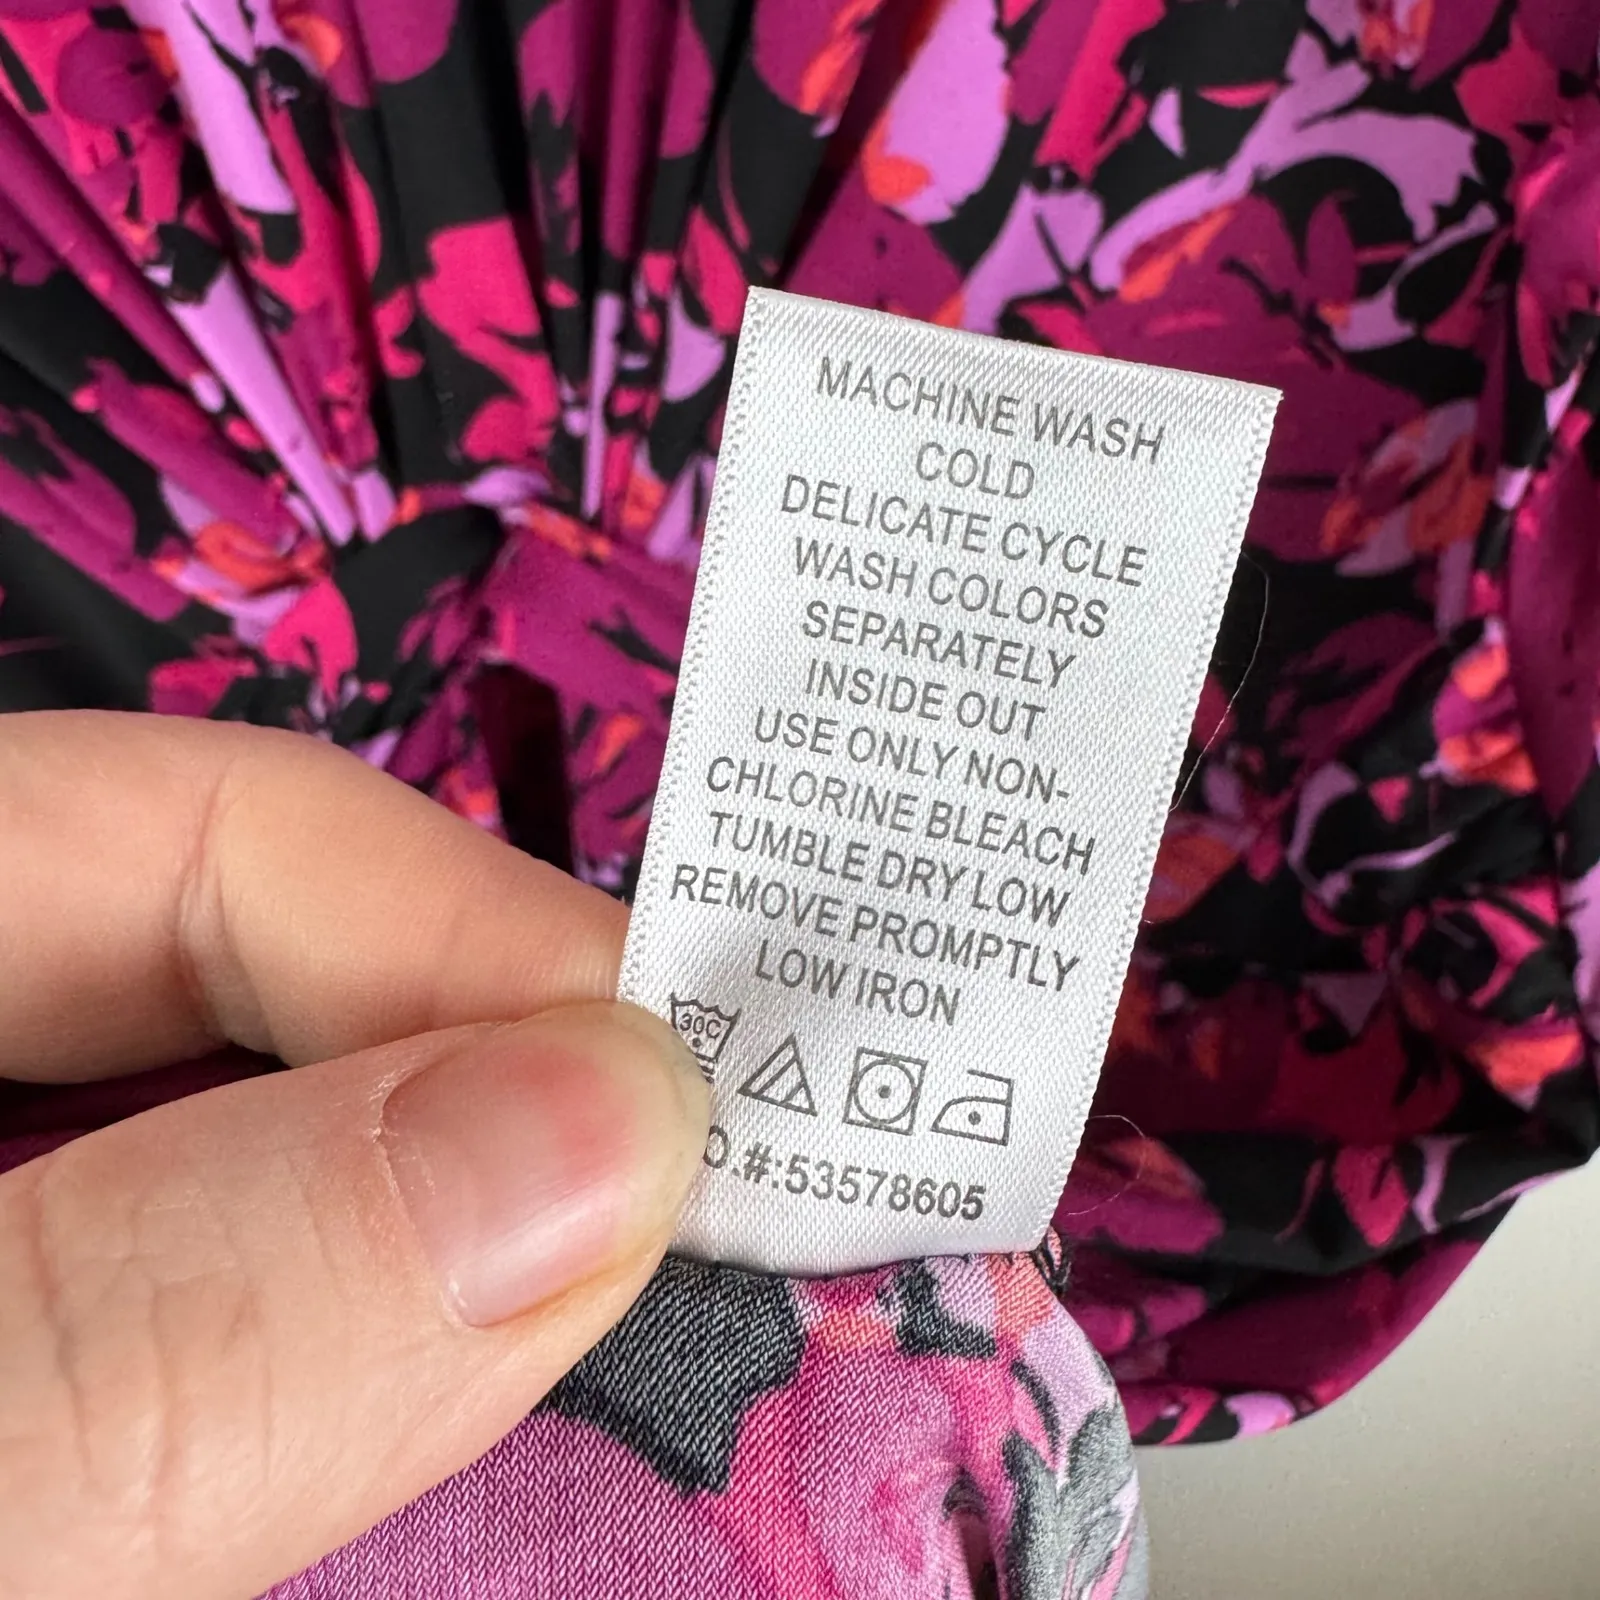 MACHINE WASH
COLD
DELICATE CYCLE
WASH COLORS
SEPARATELY
INSIDE OUT
USE ONLY NON-
CHLORINE BLEACH
TUMBLE DRY LOW
REMOVE PROMPTLY
LOW IRON
30C
O.#:53578605